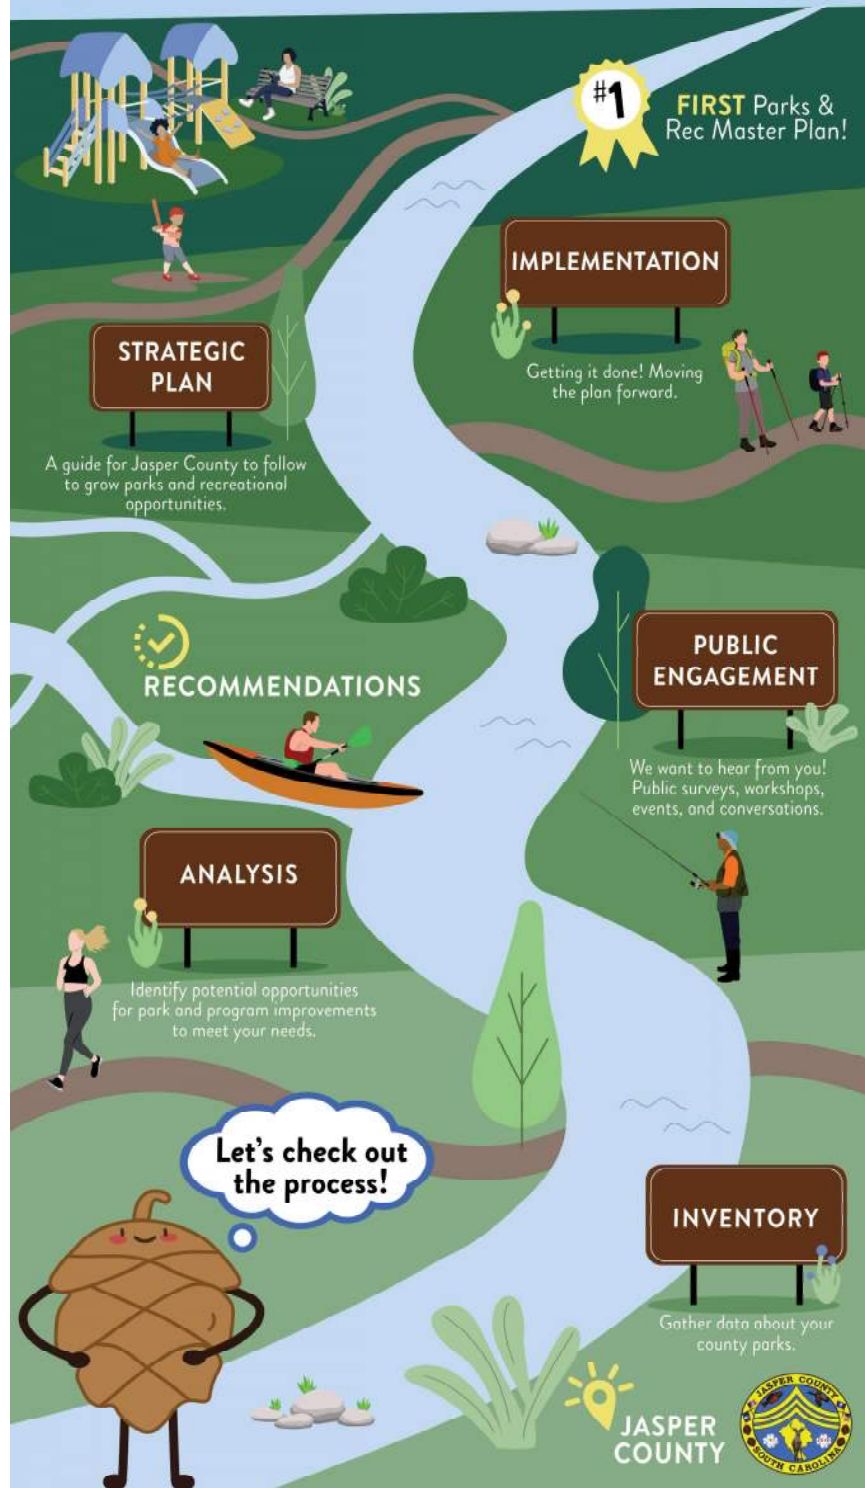 #1
FIRST Parks &
Rec Master Plan!
IMPLEMENTATION
Getting it done! Moving
the plan forward.
STRATEGIC
PLAN
A guide for Jasper County to follow
to grow parks and recreational
opportunities.
RECOMMENDATIONS
PUBLIC
ENGAGEMENT
We want to hear from you!
Public surveys, workshops,
events, and conversations.
ANALYSIS
Identify potential opportunities
for park and program improvements
to meet your needs.
Let's check out
the process!
INVENTORY
Gather data about your
county parks.
JASPER
COUNTY
JASPER COUNTY
SOUTH CAROLINA